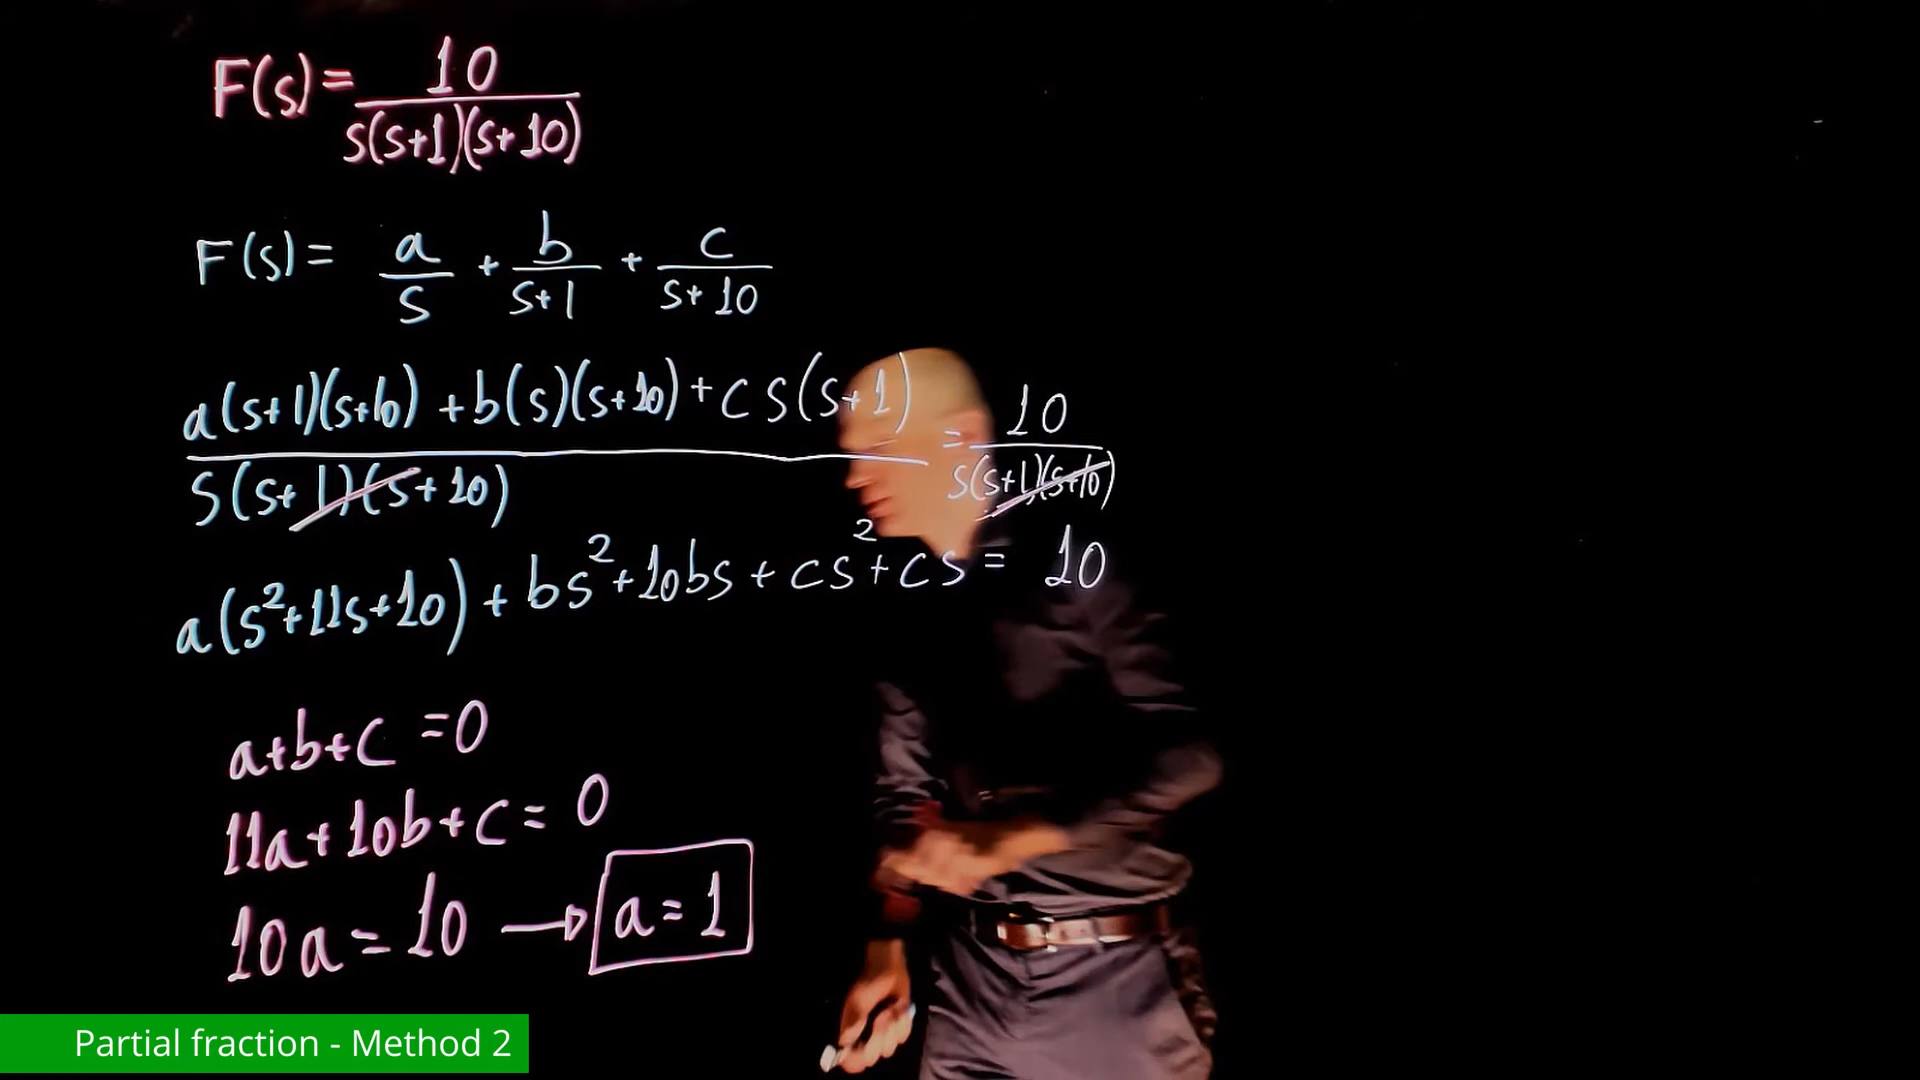 F(s) = 10 / s(s+1)(s+10)
F(s) = a/s + b/s+1 + c/s+10
a(s+1)(s+10) + b(s)(s+10) + c s(s+1) / s(s+1)(s+10) = 10 / s(s+1)(s+10)
a(s²+11s+10) + bs²+10bs + cs²+cs = 10
a+b+c = 0
11a+10b+c = 0
10a = 10 → a = 1
Partial fraction - Method 2